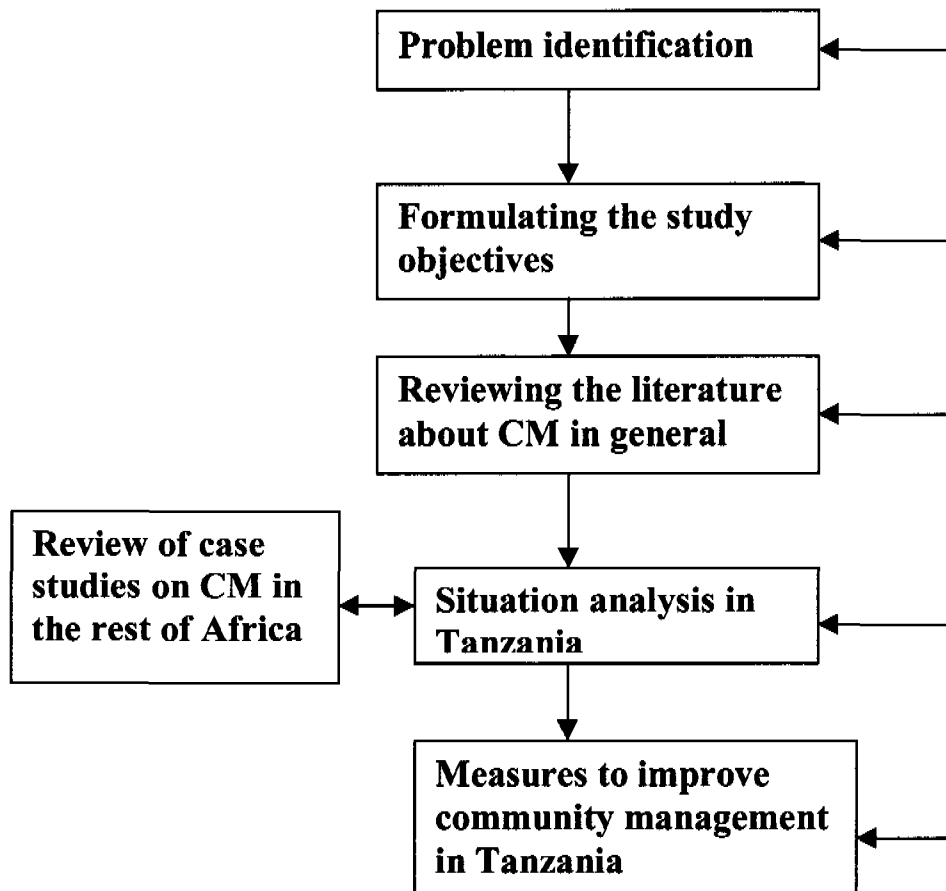 Problem identification
Formulating the study
objectives
Reviewing the literature
about CM in general
Review of case
studies on CM in
the rest of Africa
Situation analysis in
Tanzania
Measures to improve
community management
in Tanzania